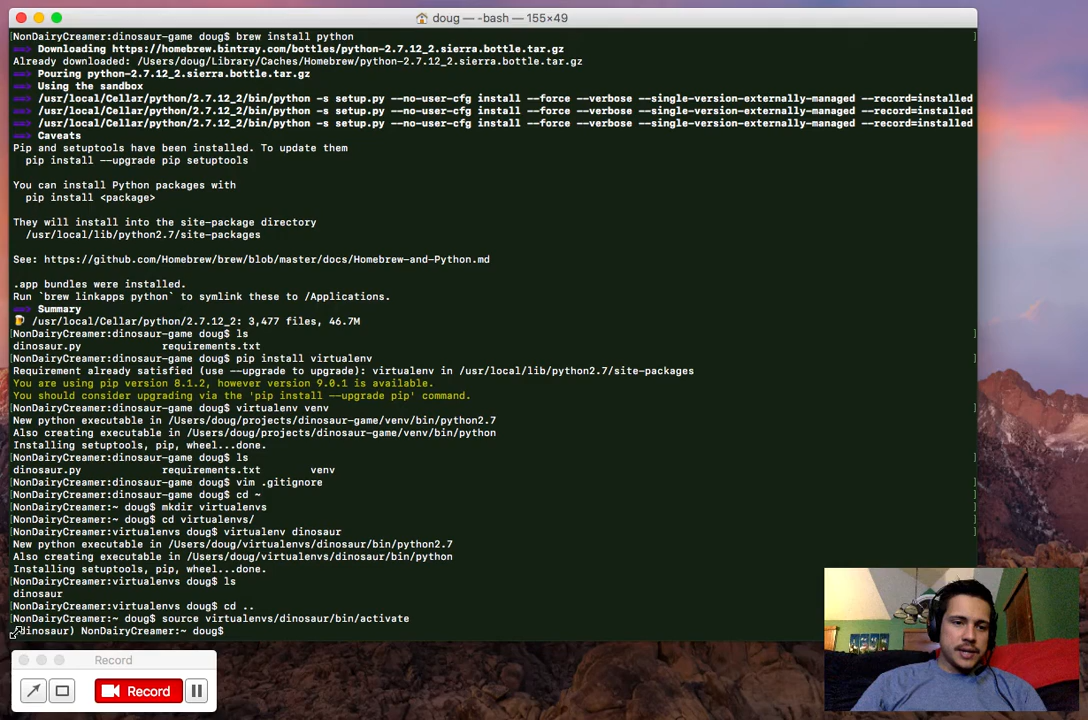 doug — -bash — 155×49
[NonDairyCreamer:dinosaur-game doug$ brew install python
==> Downloading https://homebrew.bintray.com/bottles/python-2.7.12_2.sierra.bottle.tar.gz
Already downloaded: /Users/doug/Library/Caches/Homebrew/python-2.7.12_2.sierra.bottle.tar.gz
==> Pouring python-2.7.12_2.sierra.bottle.tar.gz
==> Using the sandbox
==> /usr/local/Cellar/python/2.7.12_2/bin/python -s setup.py --no-user-cfg install --force --verbose --single-version-externally-managed --record=installed
==> /usr/local/Cellar/python/2.7.12_2/bin/python -s setup.py --no-user-cfg install --force --verbose --single-version-externally-managed --record=installed
==> /usr/local/Cellar/python/2.7.12_2/bin/python -s setup.py --no-user-cfg install --force --verbose --single-version-externally-managed --record=installed
==> Caveats
Pip and setuptools have been installed. To update them
pip install --upgrade pip setuptools
You can install Python packages with
pip install <package>
They will install into the site-package directory
/usr/local/lib/python2.7/site-packages
See: https://github.com/Homebrew/brew/blob/master/docs/Homebrew-and-Python.md
.app bundles were installed.
Run `brew linkapps python` to symlink these to /Applications.
==> Summary
🍺 /usr/local/Cellar/python/2.7.12_2: 3,477 files, 46.7M
[NonDairyCreamer:dinosaur-game doug$ ls
dinosaur.py requirements.txt
[NonDairyCreamer:dinosaur-game doug$ pip install virtualenv
Requirement already satisfied (use --upgrade to upgrade): virtualenv in /usr/local/lib/python2.7/site-packages
You are using pip version 8.1.2, however version 9.0.1 is available.
You should consider upgrading via the 'pip install --upgrade pip' command.
[NonDairyCreamer:dinosaur-game doug$ virtualenv venv
New python executable in /Users/doug/projects/dinosaur-game/venv/bin/python2.7
Also creating executable in /Users/doug/projects/dinosaur-game/venv/bin/python
Installing setuptools, pip, wheel...done.
[NonDairyCreamer:dinosaur-game doug$ ls
dinosaur.py requirements.txt venv
[NonDairyCreamer:dinosaur-game doug$ vim .gitignore
[NonDairyCreamer:dinosaur-game doug$ cd ~
[NonDairyCreamer:~ doug$ mkdir virtualenvs
[NonDairyCreamer:~ doug$ cd virtualenvs/
[NonDairyCreamer:virtualenvs doug$ virtualenv dinosaur
New python executable in /Users/doug/virtualenvs/dinosaur/bin/python2.7
Also creating executable in /Users/doug/virtualenvs/dinosaur/bin/python
Installing setuptools, pip, wheel...done.
[NonDairyCreamer:virtualenvs doug$ ls
dinosaur
[NonDairyCreamer:virtualenvs doug$ cd ..
[NonDairyCreamer:~ doug$ source virtualenvs/dinosaur/bin/activate
(dinosaur) NonDairyCreamer:~ doug$
Record
Record